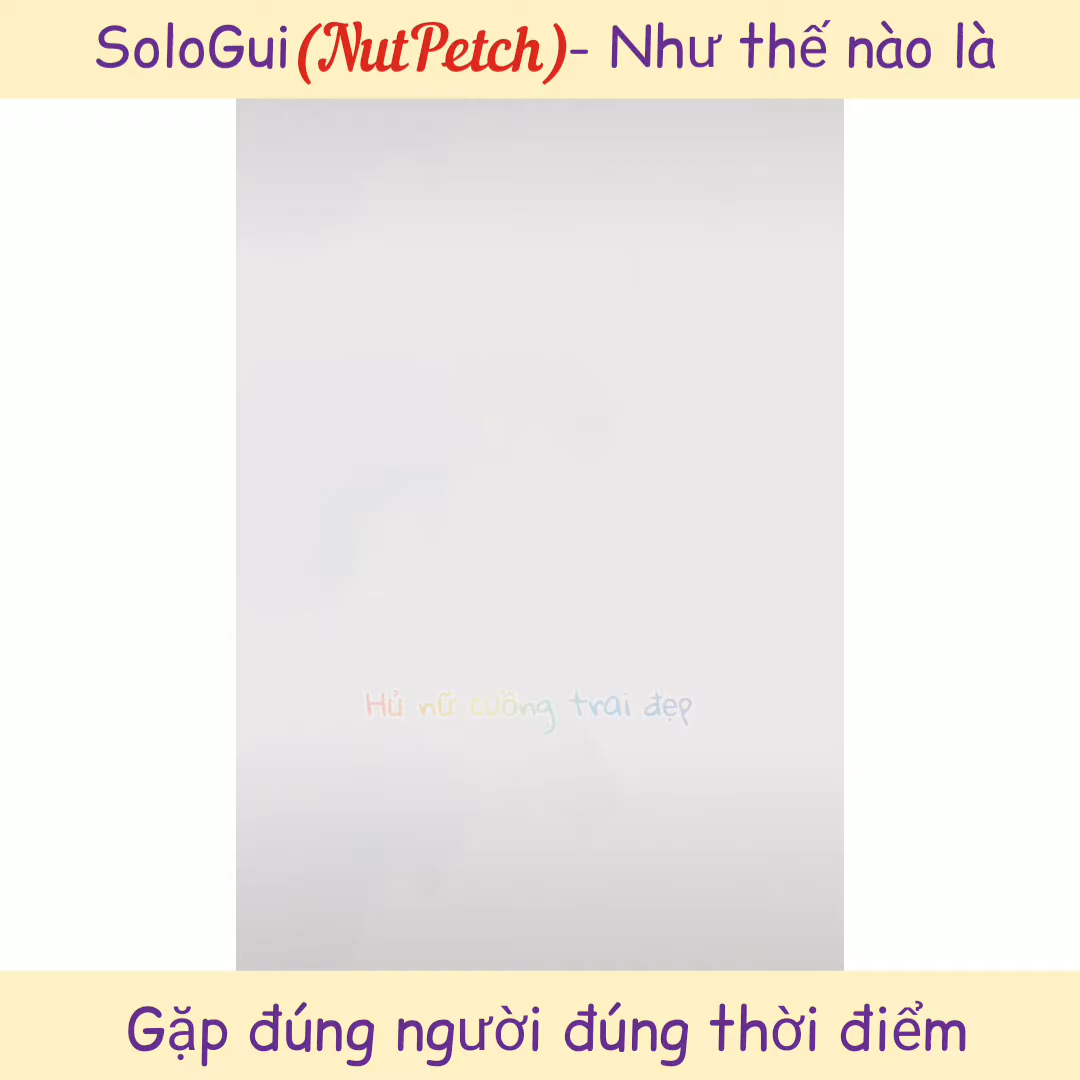 SoloGui(NutPetch)- Như thế nào là
Hủ nữ cuồng trai đẹp
Gặp đúng người đúng thời điểm